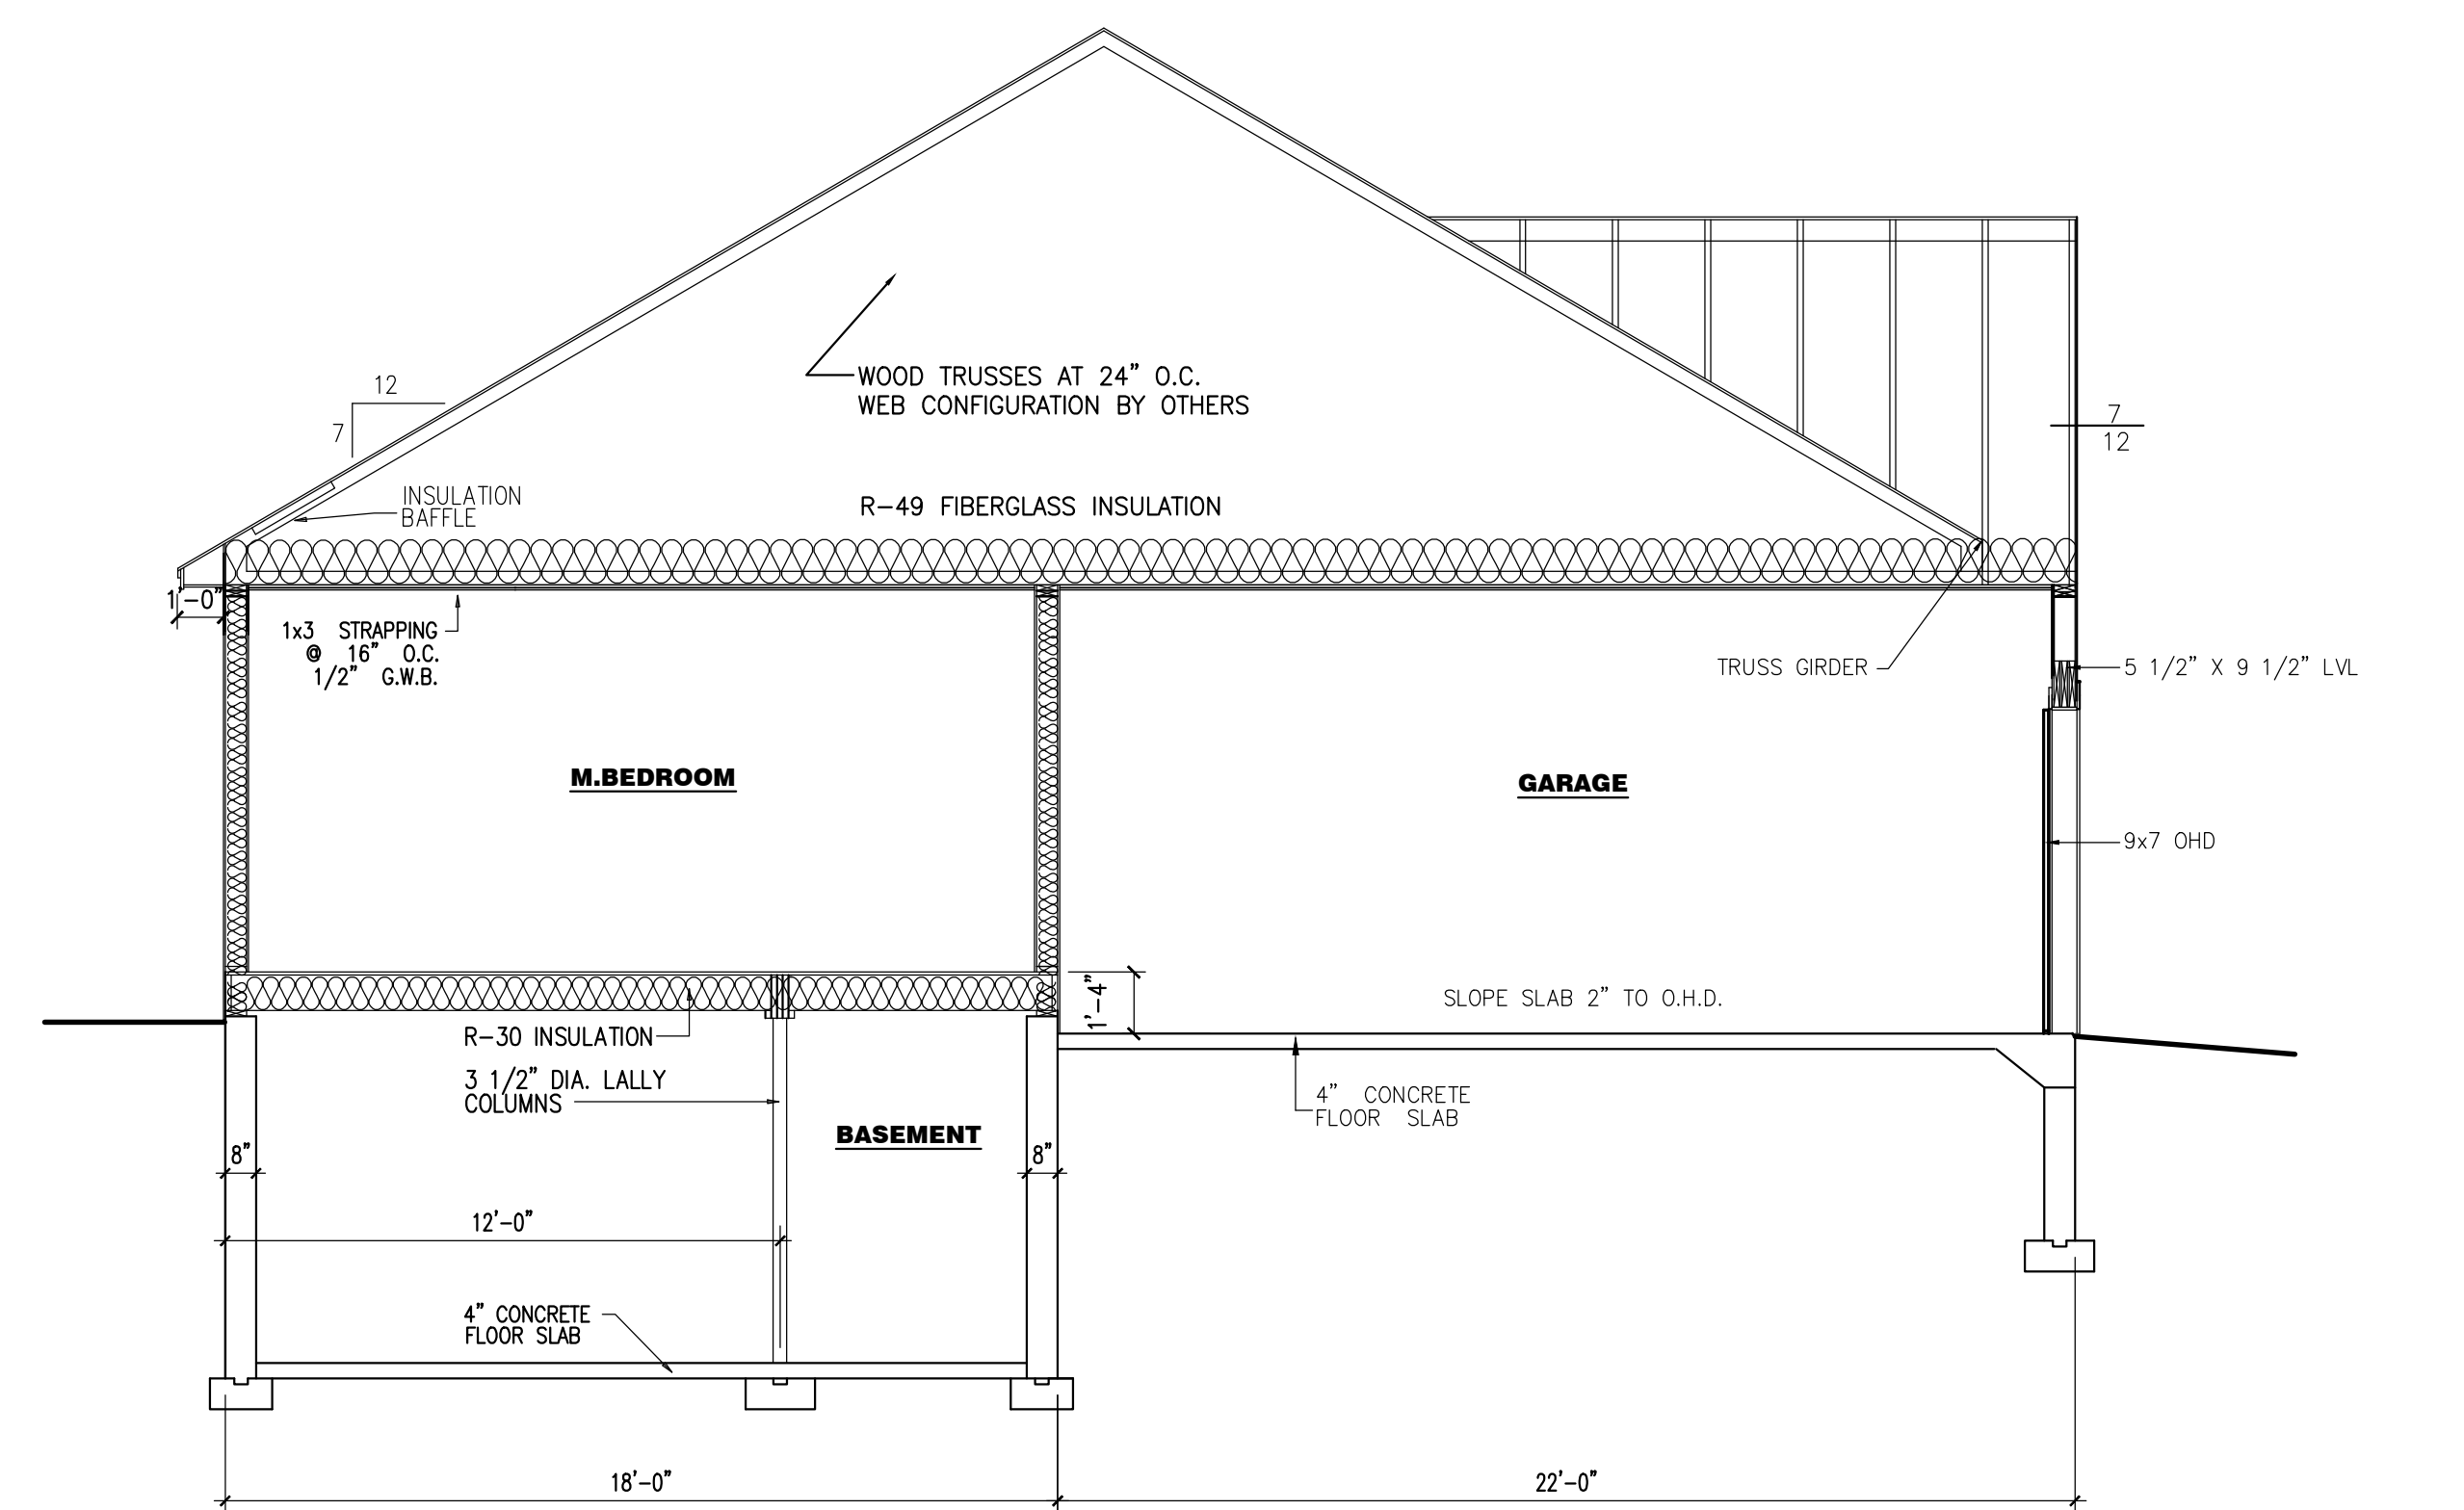 12
7
WOOD TRUSSES AT 24" O.C.
WEB CONFIGURATION BY OTHERS
7
12
INSULATION
BAFFLE
R-49 FIBERGLASS INSULATION
1'-0"
1x3 STRAPPING
@ 16" O.C.
1/2" G.W.B.
TRUSS GIRDER
5 1/2" X 9 1/2" LVL
M.BEDROOM
GARAGE
9x7 OHD
1'-4"
SLOPE SLAB 2" TO O.H.D.
R-30 INSULATION
3 1/2" DIA. LALLY
COLUMNS
4" CONCRETE
FLOOR SLAB
BASEMENT
8"
8"
12'-0"
4" CONCRETE
FLOOR SLAB
18'-0"
22'-0"